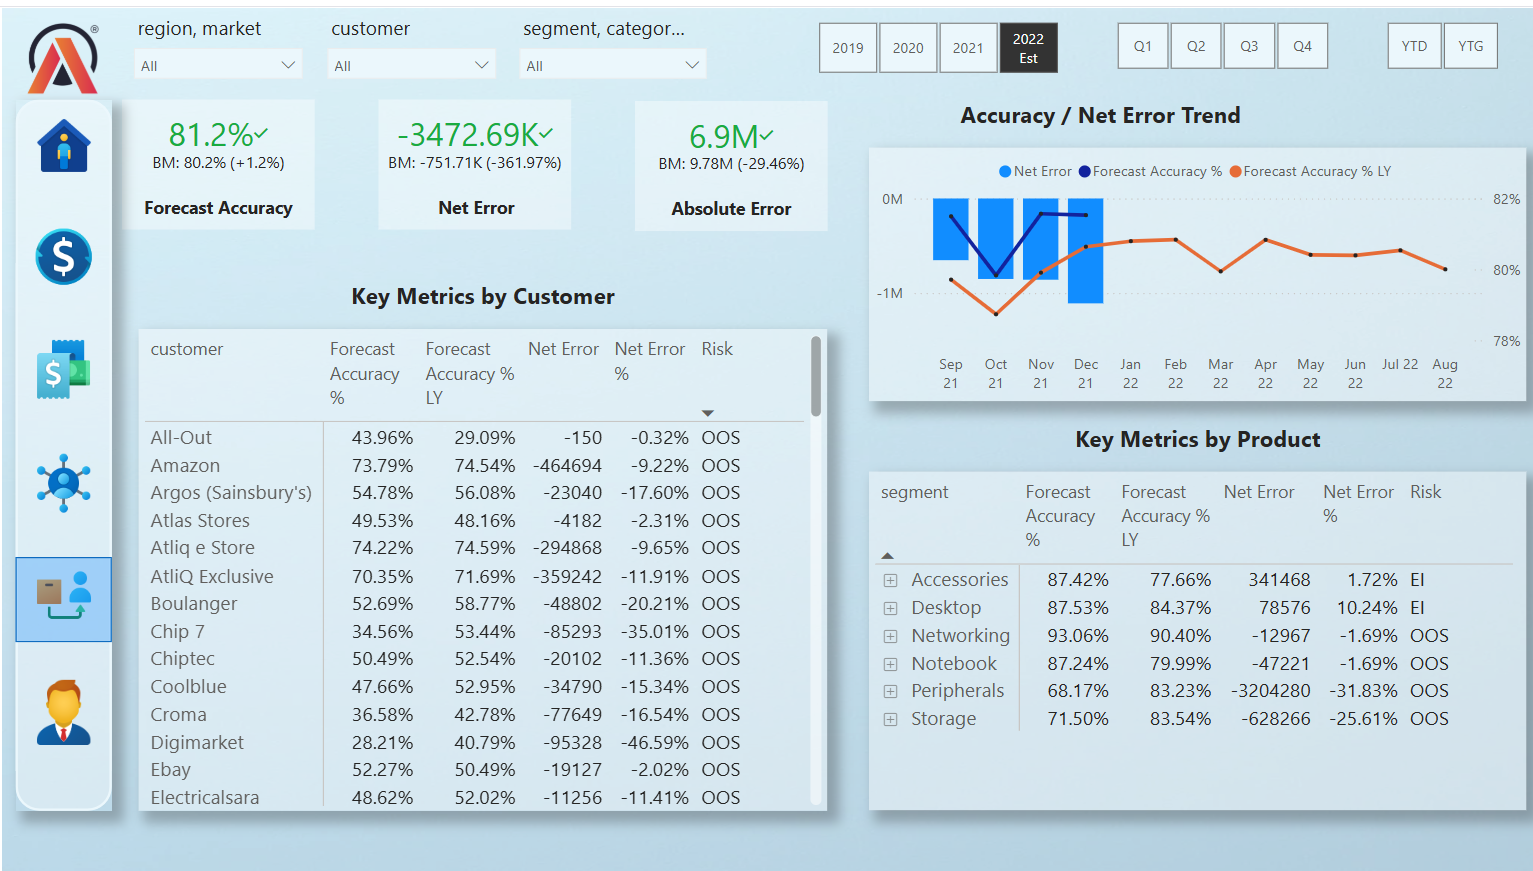 region, market
customer
segment, categor...
All
All
All
2019
2020
2021
2022
Est
Q1
Q2
Q3
Q4
YTD
YTG
®
81.2%✓
BM: 80.2% (+1.2%)
Forecast Accuracy
-3472.69K✓
BM: -751.71K (-361.97%)
Net Error
6.9M✓
BM: 9.78M (-29.46%)
Absolute Error
Accuracy / Net Error Trend
Net Error Forecast Accuracy % Forecast Accuracy % LY
0M
-1M
82%
80%
78%
Sep 21
Oct 21
Nov 21
Dec 21
Jan 22
Feb 22
Mar 22
Apr 22
May 22
Jun 22
Jul 22
Aug 22
Key Metrics by Customer
customer Forecast Accuracy % Forecast Accuracy % LY Net Error Net Error % Risk
All-Out 43.96% 29.09% -150 -0.32% OOS
Amazon 73.79% 74.54% -464694 -9.22% OOS
Argos (Sainsbury's) 54.78% 56.08% -23040 -17.60% OOS
Atlas Stores 49.53% 48.16% -4182 -2.31% OOS
Atliq e Store 74.22% 74.59% -294868 -9.65% OOS
AtliQ Exclusive 70.35% 71.69% -359242 -11.91% OOS
Boulanger 52.69% 58.77% -48802 -20.21% OOS
Chip 7 34.56% 53.44% -85293 -35.01% OOS
Chiptec 50.49% 52.54% -20102 -11.36% OOS
Coolblue 47.66% 52.95% -34790 -15.34% OOS
Croma 36.58% 42.78% -77649 -16.54% OOS
Digimarket 28.21% 40.79% -95328 -46.59% OOS
Ebay 52.27% 50.49% -19127 -2.02% OOS
Electricalsara 48.62% 52.02% -11256 -11.41% OOS
Key Metrics by Product
segment Forecast Accuracy % Forecast Accuracy % LY Net Error Net Error % Risk
Accessories 87.42% 77.66% 341468 1.72% EI
Desktop 87.53% 84.37% 78576 10.24% EI
Networking 93.06% 90.40% -12967 -1.69% OOS
Notebook 87.24% 79.99% -47221 -1.69% OOS
Peripherals 68.17% 83.23% -3204280 -31.83% OOS
Storage 71.50% 83.54% -628266 -25.61% OOS